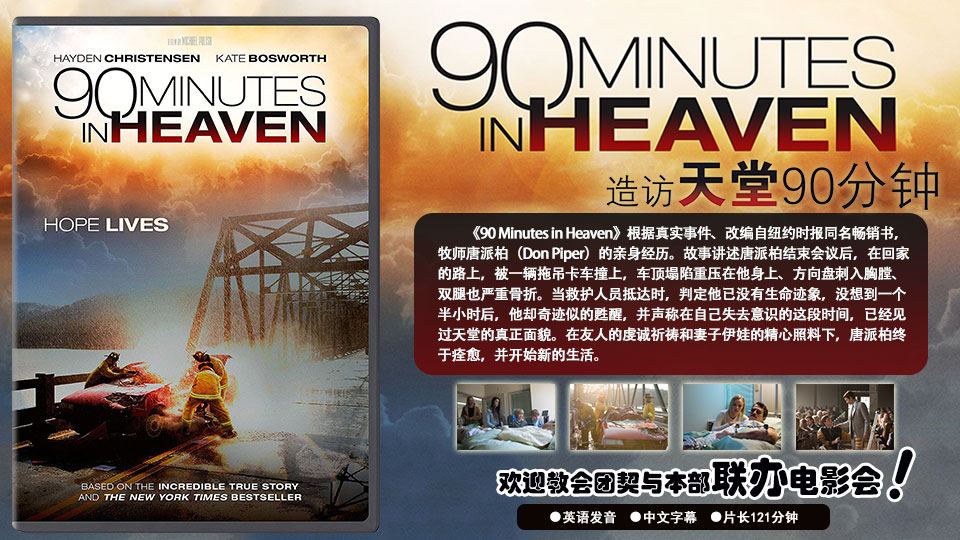 A FILM BY MICHAEL POLISH
HAYDEN CHRISTENSEN KATE BOSWORTH
90 MINUTES
IN HEAVEN
HOPE LIVES
BASED ON THE INCREDIBLE TRUE STORY
AND THE NEW YORK TIMES BESTSELLER
90 MINUTES
IN HEAVEN
造访天堂90分钟
《90 Minutes in Heaven》根据真实事件、改编自纽约时报同名畅销书，
牧师唐派柏（Don Piper）的亲身经历。故事讲述唐派柏结束会议后，在回家
的路上，被一辆拖吊卡车撞上，车顶塌陷重压在他身上、方向盘刺入胸膛、
双腿也严重骨折。当救护人员抵达时，判定他已没有生命迹象，没想到一个
半小时后，他却奇迹似的甦醒，并声称在自己失去意识的这段时间，已经见
过天堂的真正面貌。在友人的虔诚祈祷和妻子伊娃的精心照料下，唐派柏终
于痊愈，并开始新的生活。
欢迎教会团契与本部联办电影会！
●英语发音 ●中文字幕 ●片长121分钟